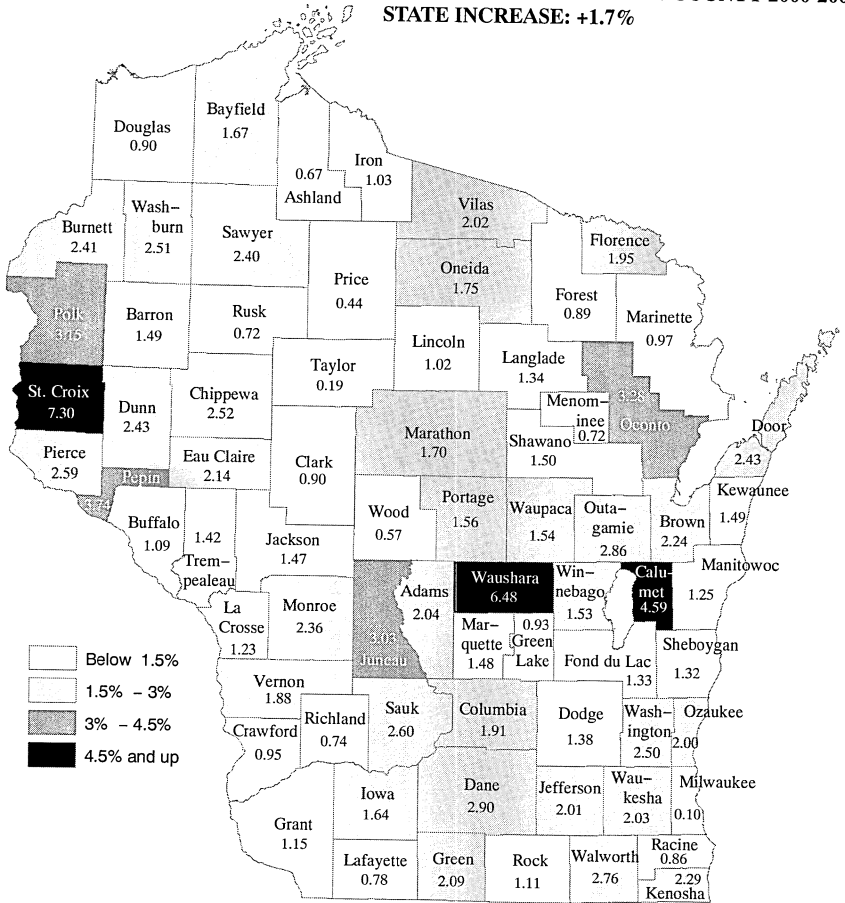 STATE INCREASE: +1.7%
Douglas
0.90
Bayfield
1.67
0.67
Ashland
Iron
1.03
Vilas
2.02
Florence
1.95
Burnett
2.41
Wash-
burn
2.51
Sawyer
2.40
Price
0.44
Oneida
1.75
Forest
0.89
Marinette
0.97
Polk
3.15
Barron
1.49
Rusk
0.72
Lincoln
1.02
Langlade
1.34
Taylor
0.19
St. Croix
7.30
Dunn
2.43
Chippewa
2.52
Menom-
inee
0.72
3.28
Oconto
Door
2.43
Pierce
2.59
Eau Claire
2.14
Clark
0.90
Marathon
1.70
Shawano
1.50
Pepin
3.74
Buffalo
1.09
1.42
Trem-
pealeau
Jackson
1.47
Wood
0.57
Portage
1.56
Waupaca
1.54
Outa-
gamie
2.86
Brown
2.24
Kewaunee
1.49
La
Crosse
1.23
Monroe
2.36
3.03
Juneau
Adams
2.04
Waushara
6.48
Win-
nebago
1.53
Calu-
met
4.59
Manitowoc
1.25
Mar-
quette
1.48
0.93
Green
Lake
Fond du Lac
1.33
Sheboygan
1.32
Below 1.5%
1.5% - 3%
3% - 4.5%
4.5% and up
Vernon
1.88
Crawford
0.95
Richland
0.74
Sauk
2.60
Columbia
1.91
Dodge
1.38
Wash-
ington
2.50
Ozaukee
2.00
Grant
1.15
Iowa
1.64
Dane
2.90
Jefferson
2.01
Wau-
kesha
2.03
Milwaukee
0.10
Lafayette
0.78
Green
2.09
Rock
1.11
Walworth
2.76
Racine
0.86
2.29
Kenosha